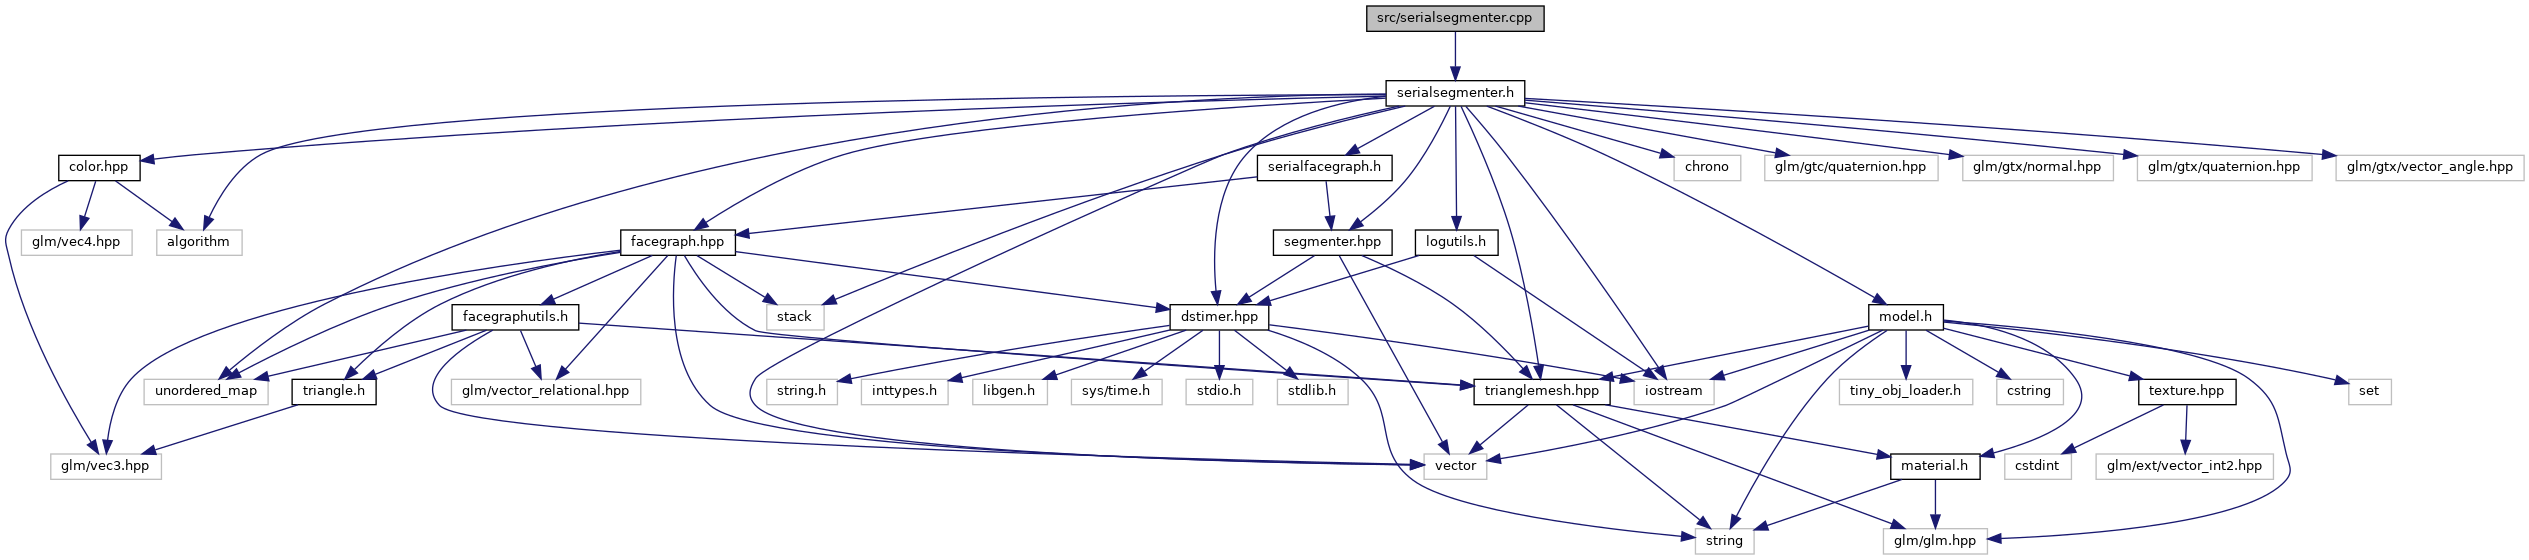 src/serialsegmenter.cpp
serialsegmenter.h
color.hpp
serialfacegraph.h
chrono
glm/gtc/quaternion.hpp
glm/gtx/normal.hpp
glm/gtx/quaternion.hpp
glm/gtx/vector_angle.hpp
glm/vec4.hpp
algorithm
facegraph.hpp
segmenter.hpp
logutils.h
facegraphutils.h
stack
dstimer.hpp
model.h
unordered_map
triangle.h
glm/vector_relational.hpp
string.h
inttypes.h
libgen.h
sys/time.h
stdio.h
stdlib.h
trianglemesh.hpp
iostream
tiny_obj_loader.h
cstring
texture.hpp
set
glm/vec3.hpp
vector
material.h
cstdint
glm/ext/vector_int2.hpp
string
glm/glm.hpp